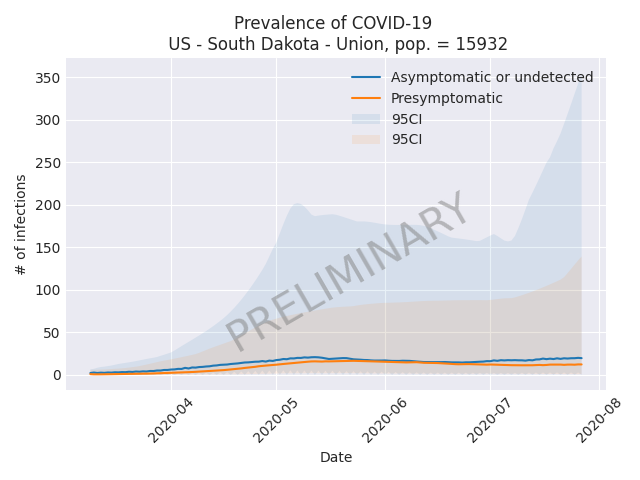 Prevalence of COVID-19
US - South Dakota - Union, pop. = 15932
Asymptomatic or undetected
Presymptomatic
95CI
95CI
350
300
250
200
150
100
50
0
# of infections
PRELIMINARY
2020-04
2020-05
2020-06
2020-07
2020-08
Date